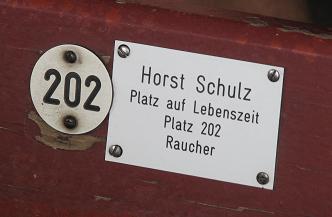 202
Horst Schulz
Platz auf Lebenszeit
Platz 202
Raucher